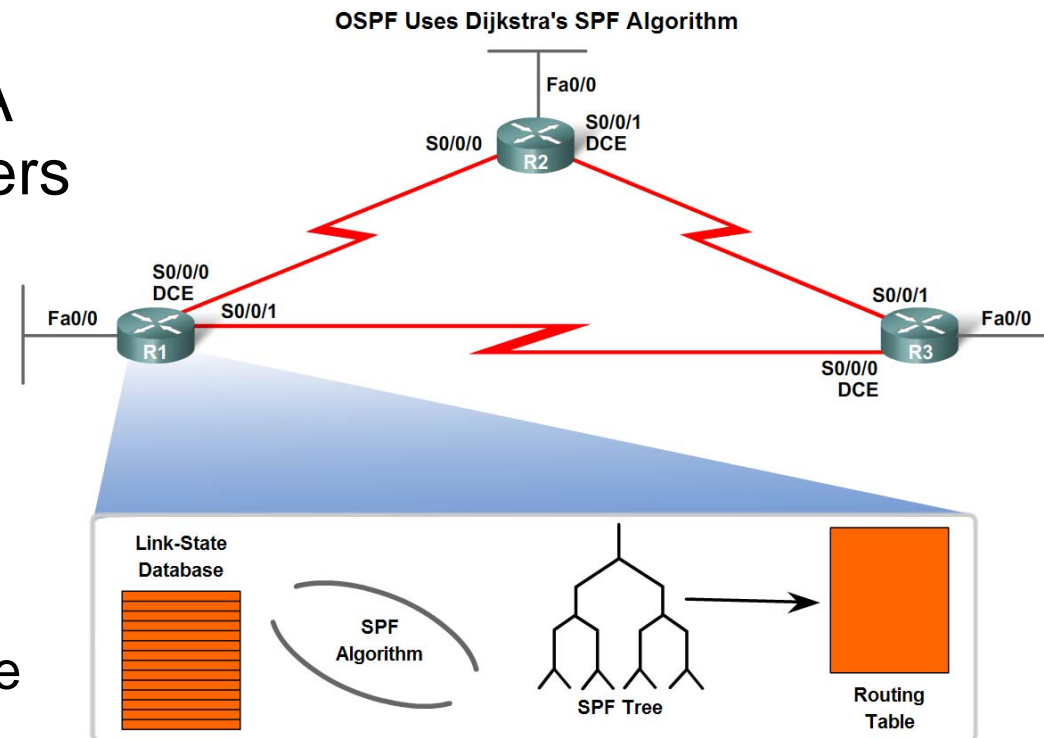 OSPF Uses Dijkstra's SPF Algorithm
A
ers
Fa0/0
S0/0/0
S0/0/1
DCE
R2
S0/0/0
DCE
S0/0/1
Fa0/0
R1
S0/0/1
Fa0/0
R3
S0/0/0
DCE
e
Link-State
Database
SPF
Algorithm
SPF Tree
Routing
Table